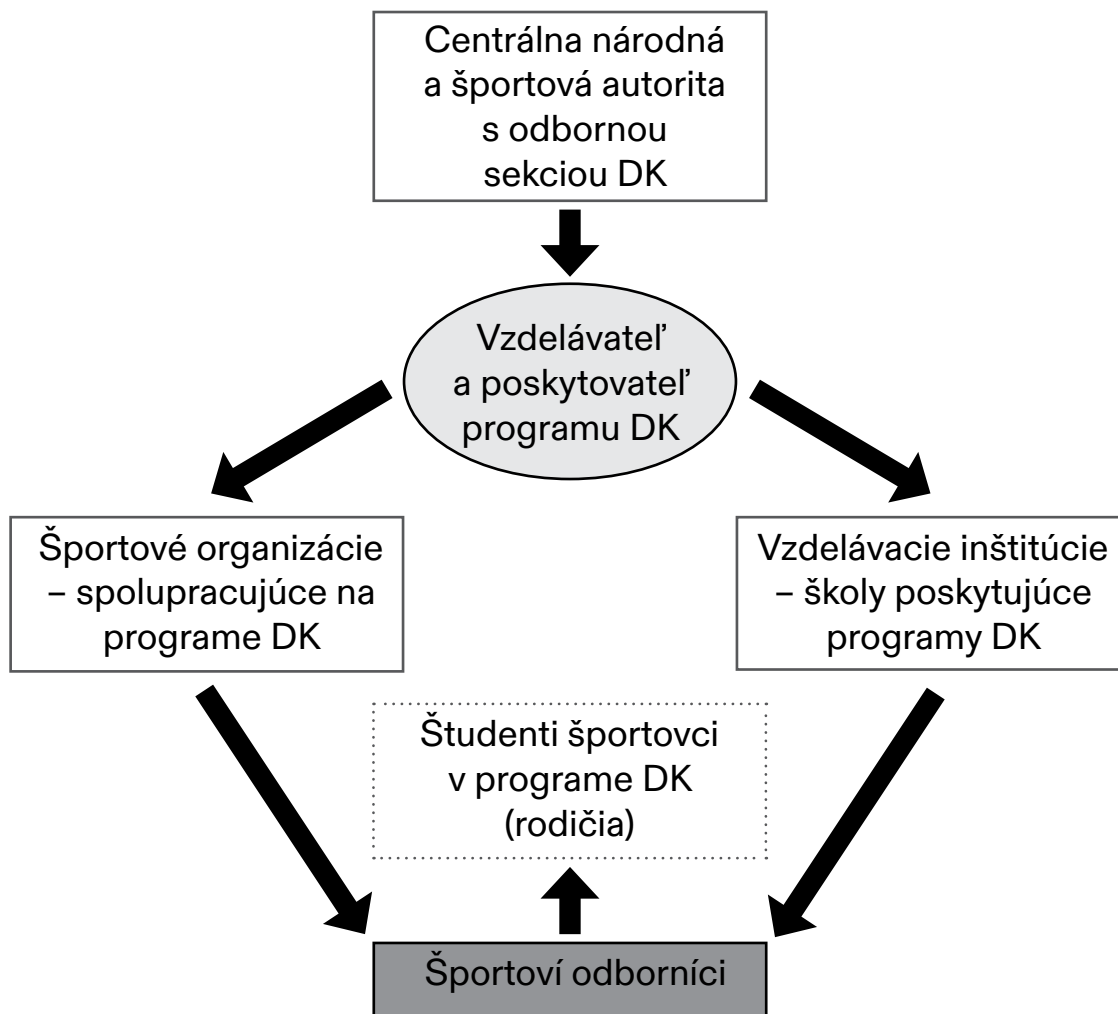 Centrálna národná
a športová autorita
s odbornou
sekciou DK
Vzdelávateľ
a poskytovateľ
programu DK
Športové organizácie
– spolupracujúce na
programe DK
Vzdelávacie inštitúcie
– školy poskytujúce
programy DK
Študenti športovci
v programe DK
(rodičia)
Športoví odborníci